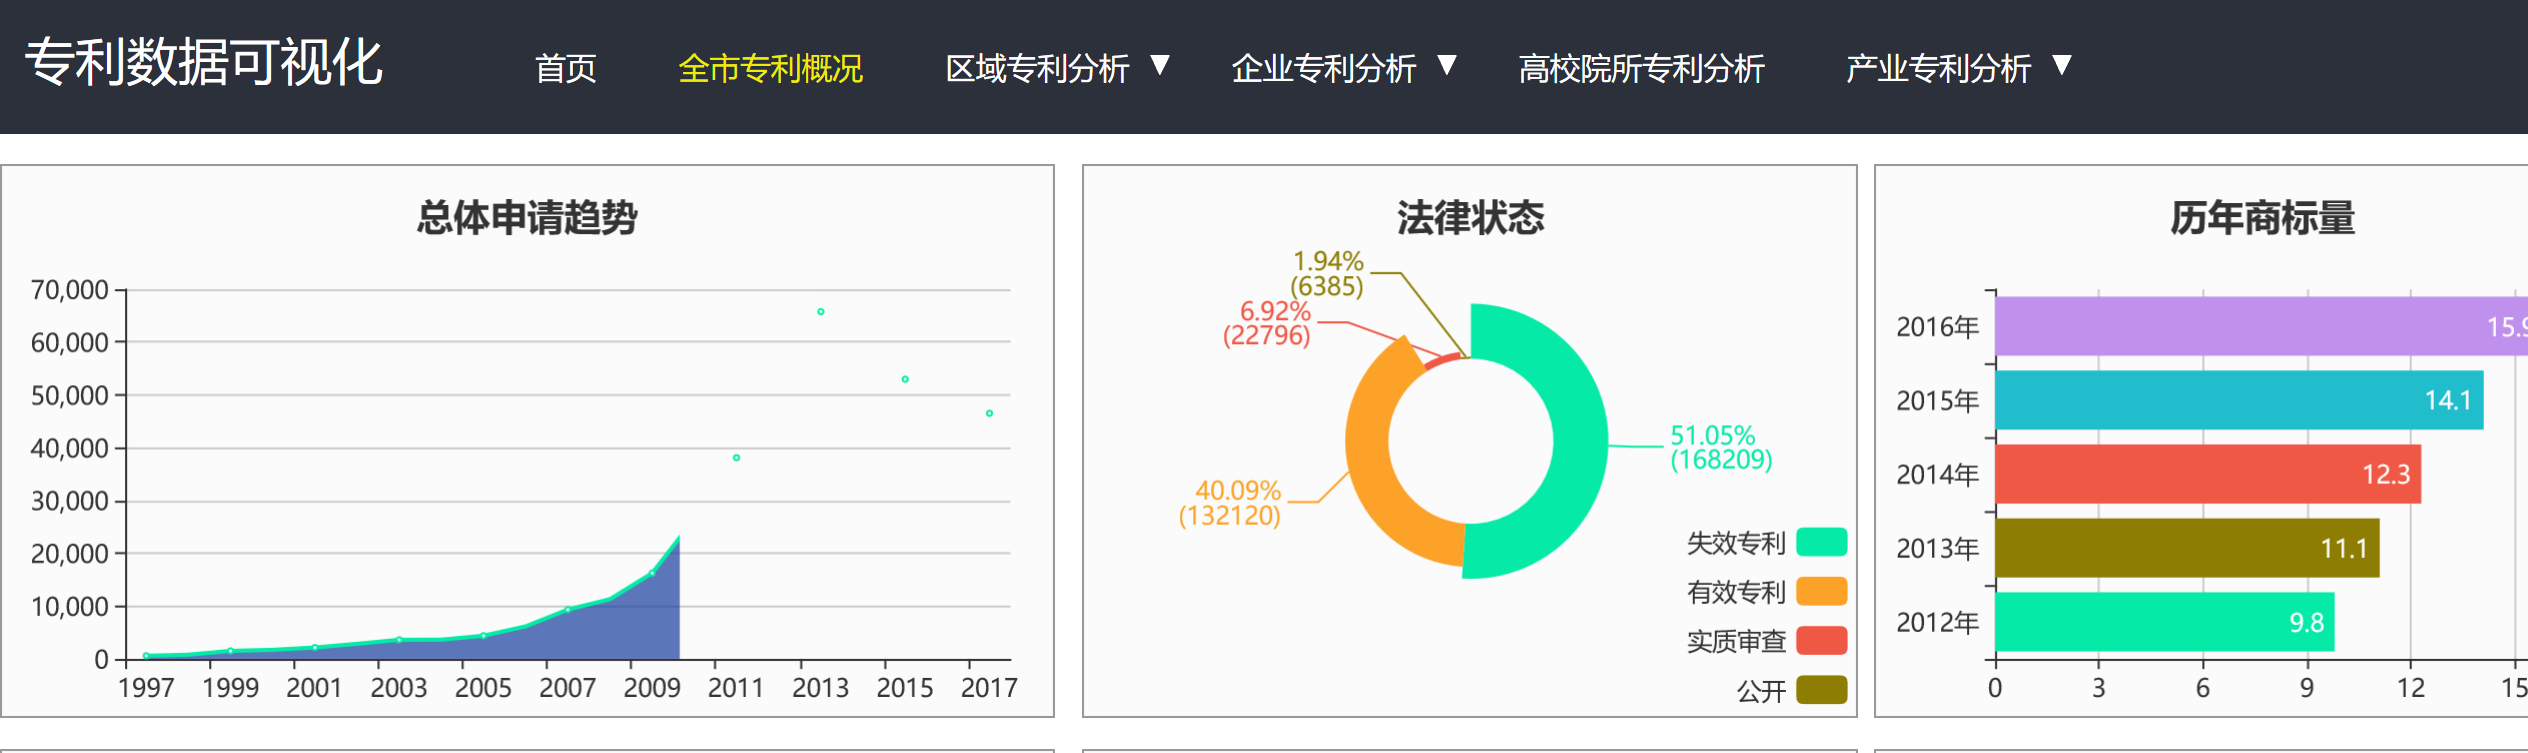 专利数据可视化
首页
全市专利概况
区域专利分析 ▼
企业专利分析 ▼
高校院所专利分析
产业专利分析 ▼
总体申请趋势
70,000
60,000
50,000
40,000
30,000
20,000
10,000
0
1997 1999 2001 2003 2005 2007 2009 2011 2013 2015 2017
法律状态
1.94%
(6385)
6.92%
(22796)
51.05%
(168209)
40.09%
(132120)
失效专利
有效专利
实质审查
公开
历年商标量
2016年
2015年 14.1
2014年 12.3
2013年 11.1
2012年 9.8
0 3 6 9 12 15